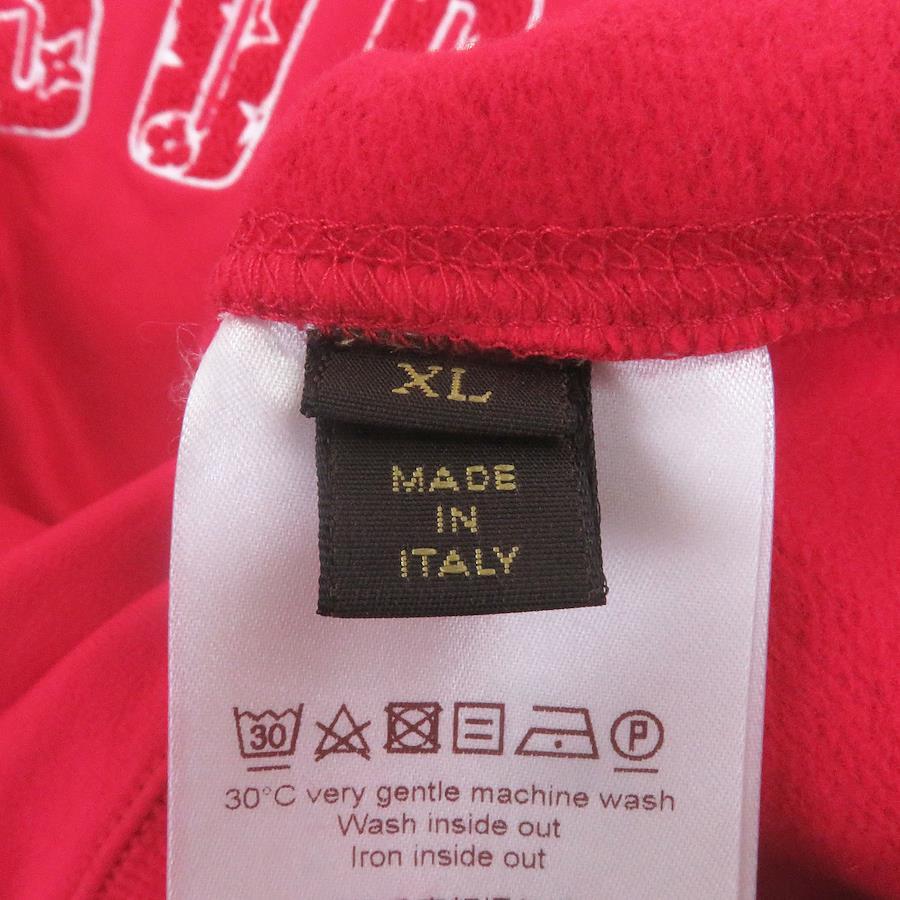 XL
MADE
IN
ITALY
30
P
30°C very gentle machine wash
Wash inside out
Iron inside out